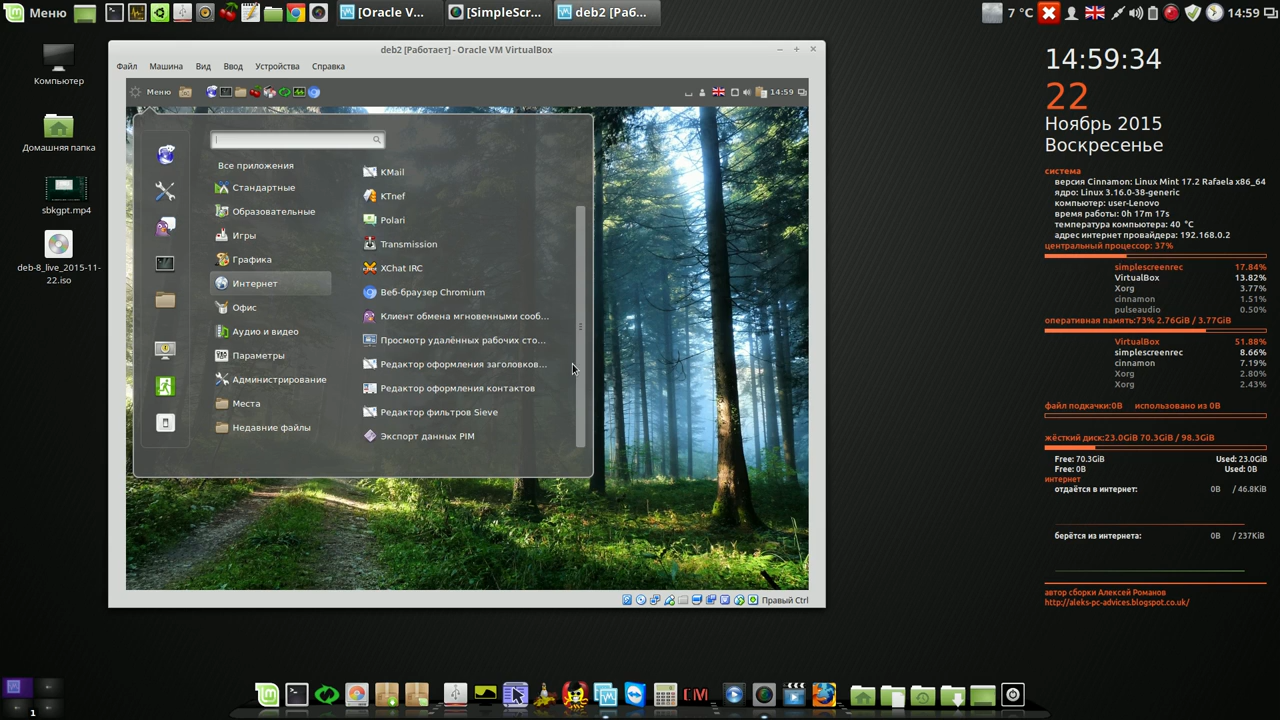 Меню
[Oracle V...
[SimpleScr...
deb2 [Раб...
7 °C
14:59
Компьютер
Домашняя папка
sbkgpt.mp4
deb-8_live_2015-11-
22.iso
deb2 [Работает] - Oracle VM VirtualBox
Файл Машина Вид Ввод Устройства Справка
Меню
14:59
Все приложения
Стандартные
Образовательные
Игры
Графика
Интернет
Офис
Аудио и видео
Параметры
Администрирование
Места
Недавние файлы
KMail
KTnef
Polari
Transmission
XChat IRC
Веб-браузер Chromium
Клиент обмена мгновенными сооб...
Просмотр удалённых рабочих сто...
Редактор оформления заголовков...
Редактор оформления контактов
Редактор фильтров Sieve
Экспорт данных PIM
Правый Ctrl
14:59:34
22
Ноябрь 2015
Воскресенье
система
версия Cinnamon: Linux Mint 17.2 Rafaela x86_64
ядро: Linux 3.16.0-38-generic
компьютер: user-Lenovo
время работы: 0h 17m 17s
температура компьютера: 40 °C
адрес интернет провайдера: 192.168.0.2
центральный процессор: 37%
simplescreenrec 17.84%
VirtualBox 13.82%
Xorg 3.77%
cinnamon 1.51%
pulseaudio 0.50%
оперативная память:73% 2.76GiB / 3.77GiB
VirtualBox 51.88%
simplescreenrec 8.66%
cinnamon 7.19%
Xorg 2.80%
Xorg 2.43%
файл подкачки:0B использовано из 0B
жёсткий диск:23.0GiB 70.3GiB / 98.3GiB
Free: 70.3GiB Used: 23.0GiB
Free: 0B Used: 0B
интернет
отдаётся в интернет: 0B / 46.8KiB
берётся из интернета: 0B / 237KiB
автор сборки Алексей Романов
http://aleks-pc-advices.blogspot.co.uk/
1